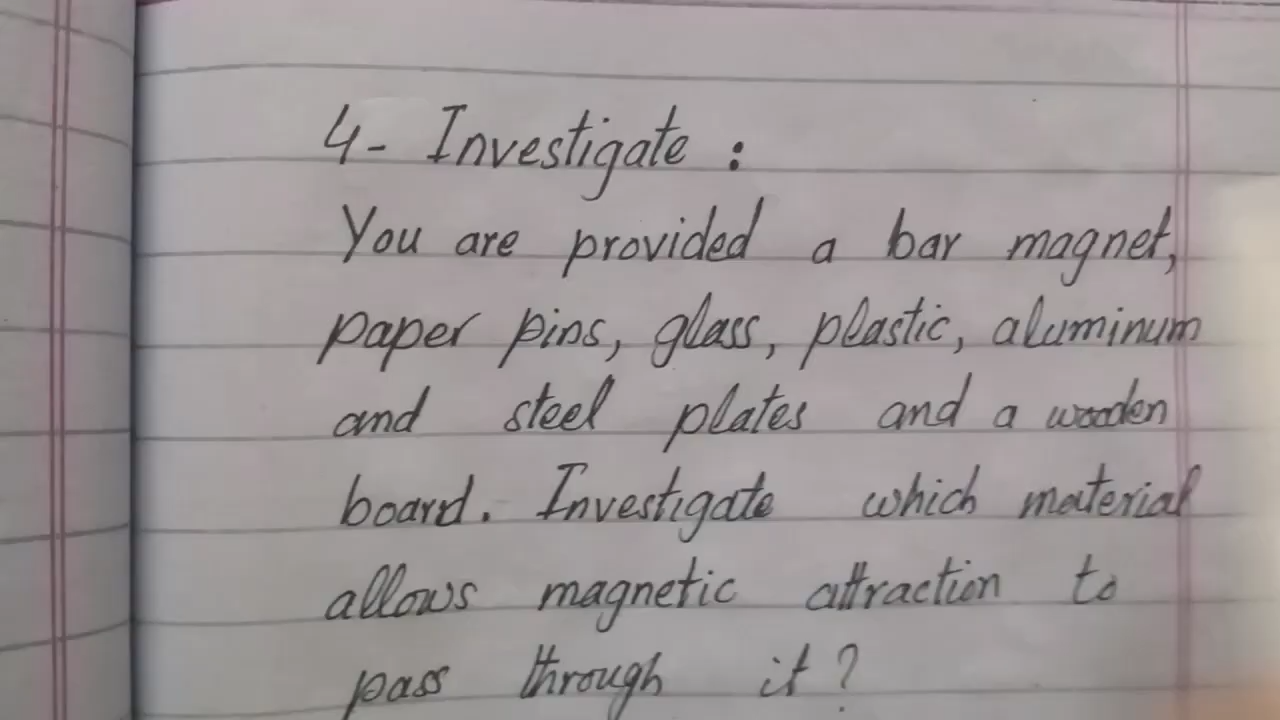 4- Investigate :
You are provided a bar magnet,
paper pins, glass, plastic, aluminum
and steel plates and a wooden
board. Investigate which material
allows magnetic attraction to
pass through it?